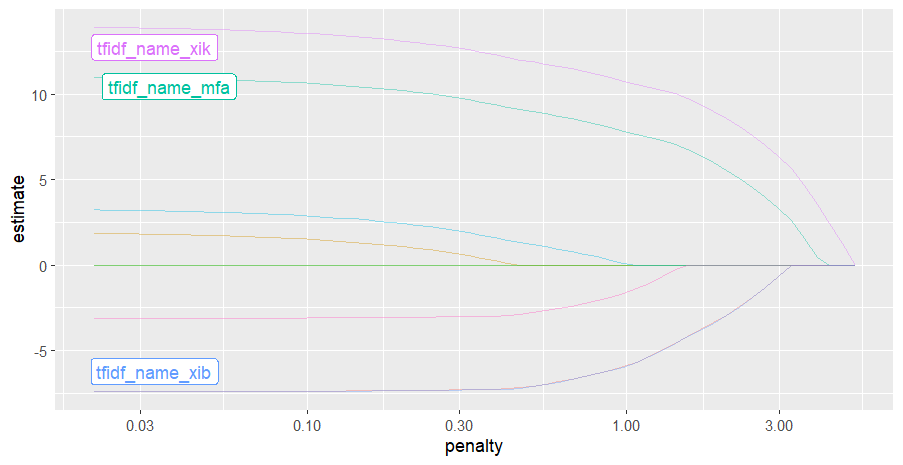 tfidf_name_xik
tfidf_name_mfa
tfidf_name_xib
estimate
10
5
0
-5
0.03 0.10 0.30 1.00 3.00
penalty